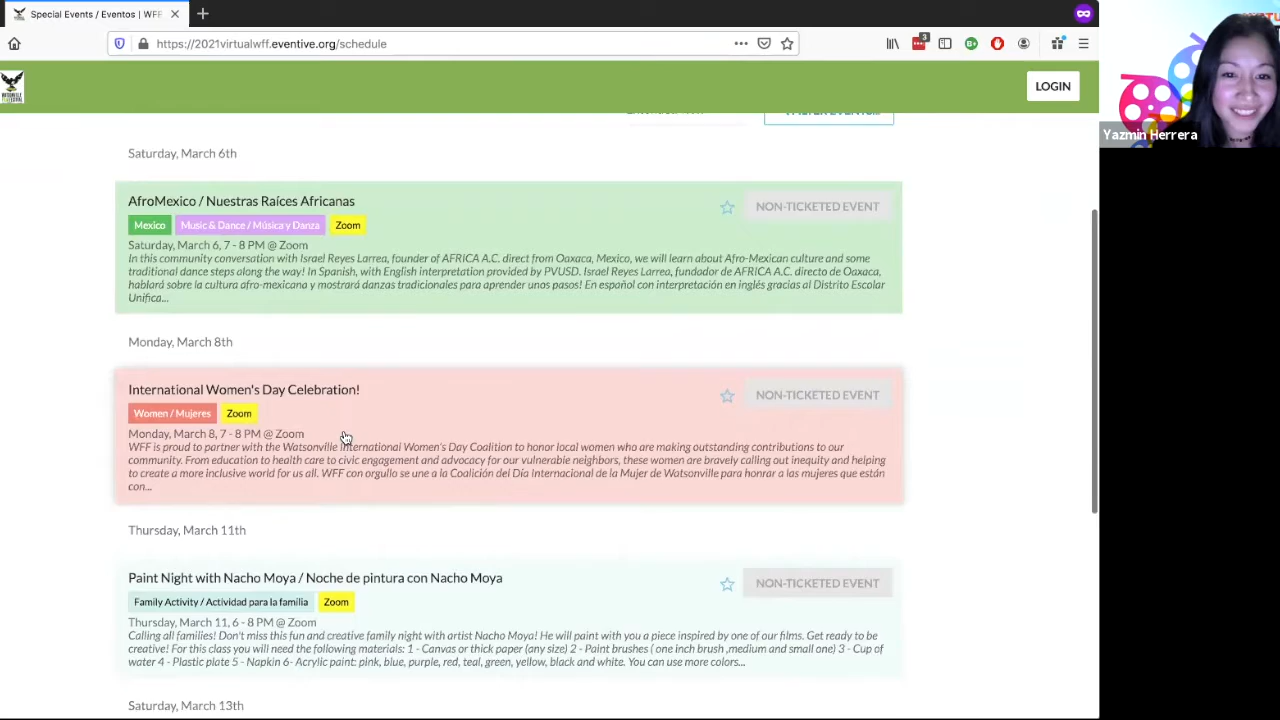 Special Events / Eventos | WFF
https://2021virtualwff.eventive.org/schedule
3
LOGIN
Yazmin Herrera
Saturday, March 6th
AfroMexico / Nuestras Raíces Africanas
NON-TICKETED EVENT
Mexico
Music & Dance / Música y Danza
Zoom
Saturday, March 6, 7 - 8 PM @ Zoom
In this community conversation with Israel Reyes Larrea, founder of AFRICA A.C. direct from Oaxaca, Mexico, we will learn about Afro-Mexican culture and some
traditional dance steps along the way! In Spanish, with English interpretation provided by PVUSD. Israel Reyes Larrea, fundador de AFRICA A.C. directo de Oaxaca,
hablará sobre la cultura afro-mexicana y mostrará danzas tradicionales para aprender unos pasos! En español con interpretación en inglés gracias al Distrito Escolar
Unifica...
Monday, March 8th
International Women's Day Celebration!
NON-TICKETED EVENT
Women / Mujeres
Zoom
Monday, March 8, 7 - 8 PM @ Zoom
WFF is proud to partner with the Watsonville International Women's Day Coalition to honor local women who are making outstanding contributions to our
community. From education to health care to civic engagement and advocacy for our vulnerable neighbors, these women are bravely calling out inequity and helping
to create a more inclusive world for us all. WFF con orgullo se une a la Coalición del Día Internacional de la Mujer de Watsonville para honrar a las mujeres que están
con...
Thursday, March 11th
Paint Night with Nacho Moya / Noche de pintura con Nacho Moya
NON-TICKETED EVENT
Family Activity / Actividad para la familia
Zoom
Thursday, March 11, 6 - 8 PM @ Zoom
Calling all families! Don't miss this fun and creative family night with artist Nacho Moya! He will paint with you a piece inspired by one of our films. Get ready to be
creative! For this class you will need the following materials: 1 - Canvas or thick paper (any size) 2 - Paint brushes ( one inch brush ,medium and small one) 3 - Cup of
water 4 - Plastic plate 5 - Napkin 6- Acrylic paint: pink, blue, purple, red, teal, green, yellow, black and white. You can use more colors...
Saturday, March 13th